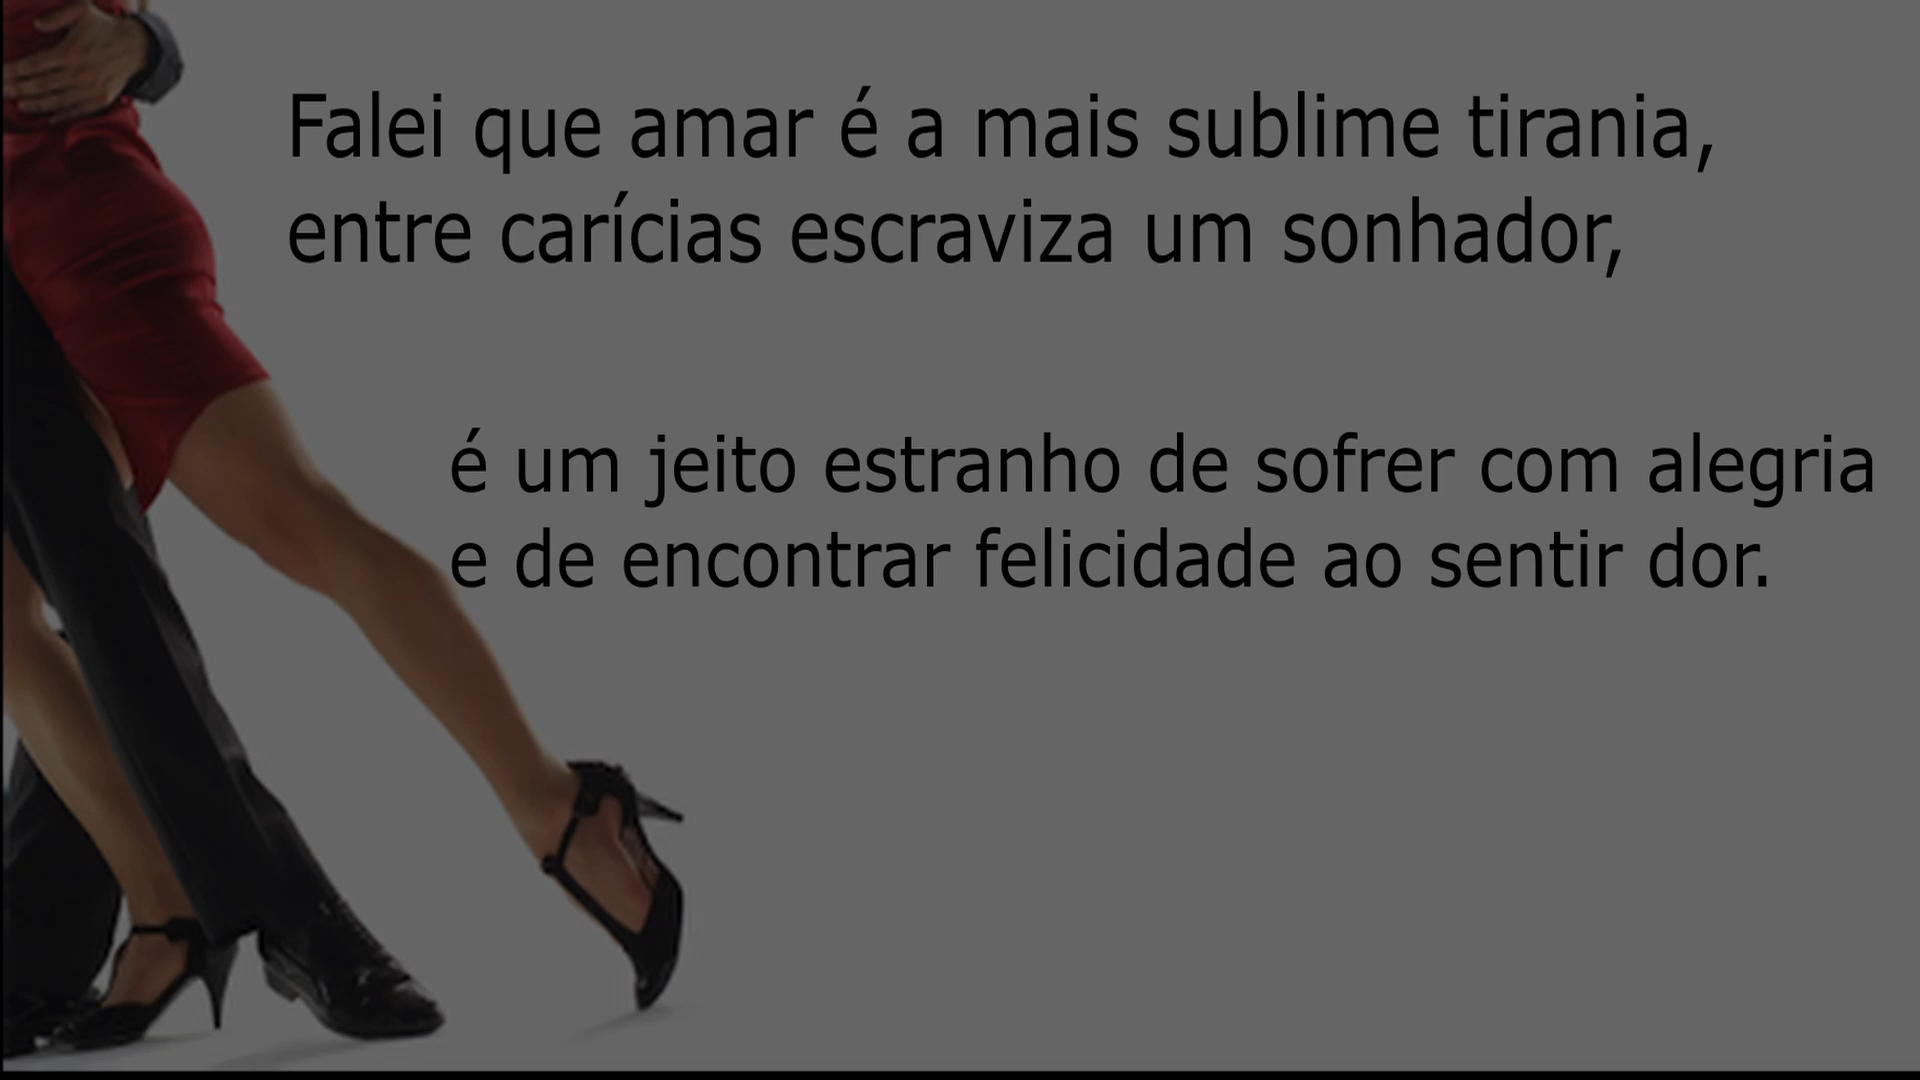 Falei que amar é a mais sublime tirania,
entre carícias escraviza um sonhador,
é um jeito estranho de sofrer com alegria
e de encontrar felicidade ao sentir dor.